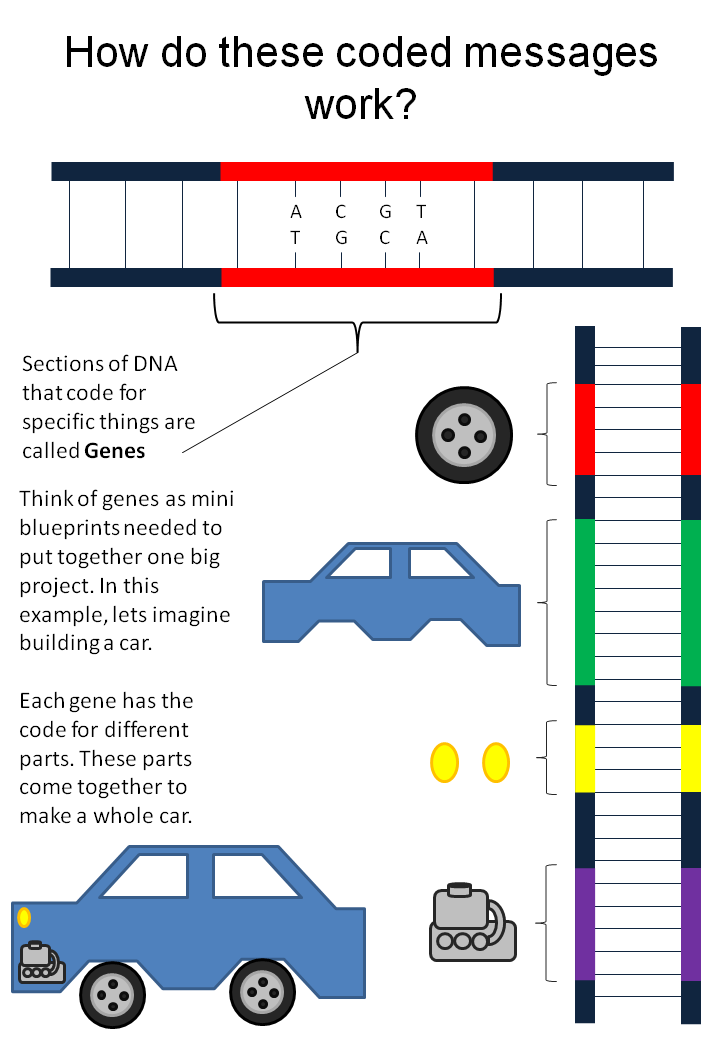 How do these coded messages
work?
A C G T
T G C A
Sections of DNA
that code for
specific things are
called Genes
Think of genes as mini
blueprints needed to
put together one big
project. In this
example, lets imagine
building a car.
Each gene has the
code for different
parts. These parts
come together to
make a whole car.